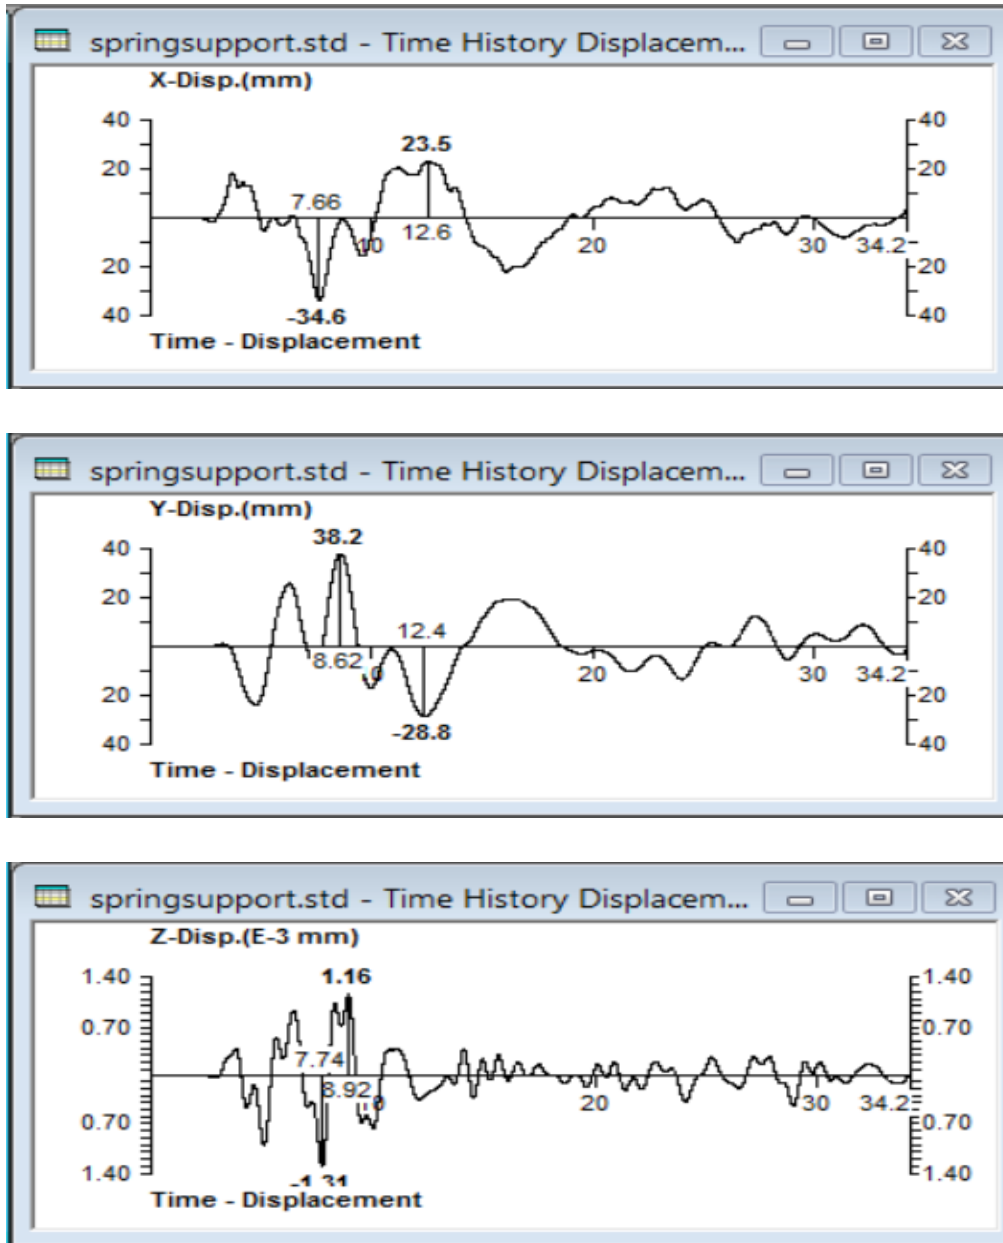 springsupport.std - Time History Displacem...
X-Disp.(mm)
40 23.5 40
20 20
7.66
10 12.6 20 30 34.2
20 20
40 -34.6 40
Time - Displacement
springsupport.std - Time History Displacem...
Y-Disp.(mm)
38.2
40 40
20 20
12.4
8.62 20 30 34.2
20 20
-28.8
40 40
Time - Displacement
springsupport.std - Time History Displacem...
Z-Disp.(E-3 mm)
1.40 1.16 1.40
0.70 0.70
7.74
8.92 20 30 34.2
0.70 0.70
1.40 -1.31 1.40
Time - Displacement